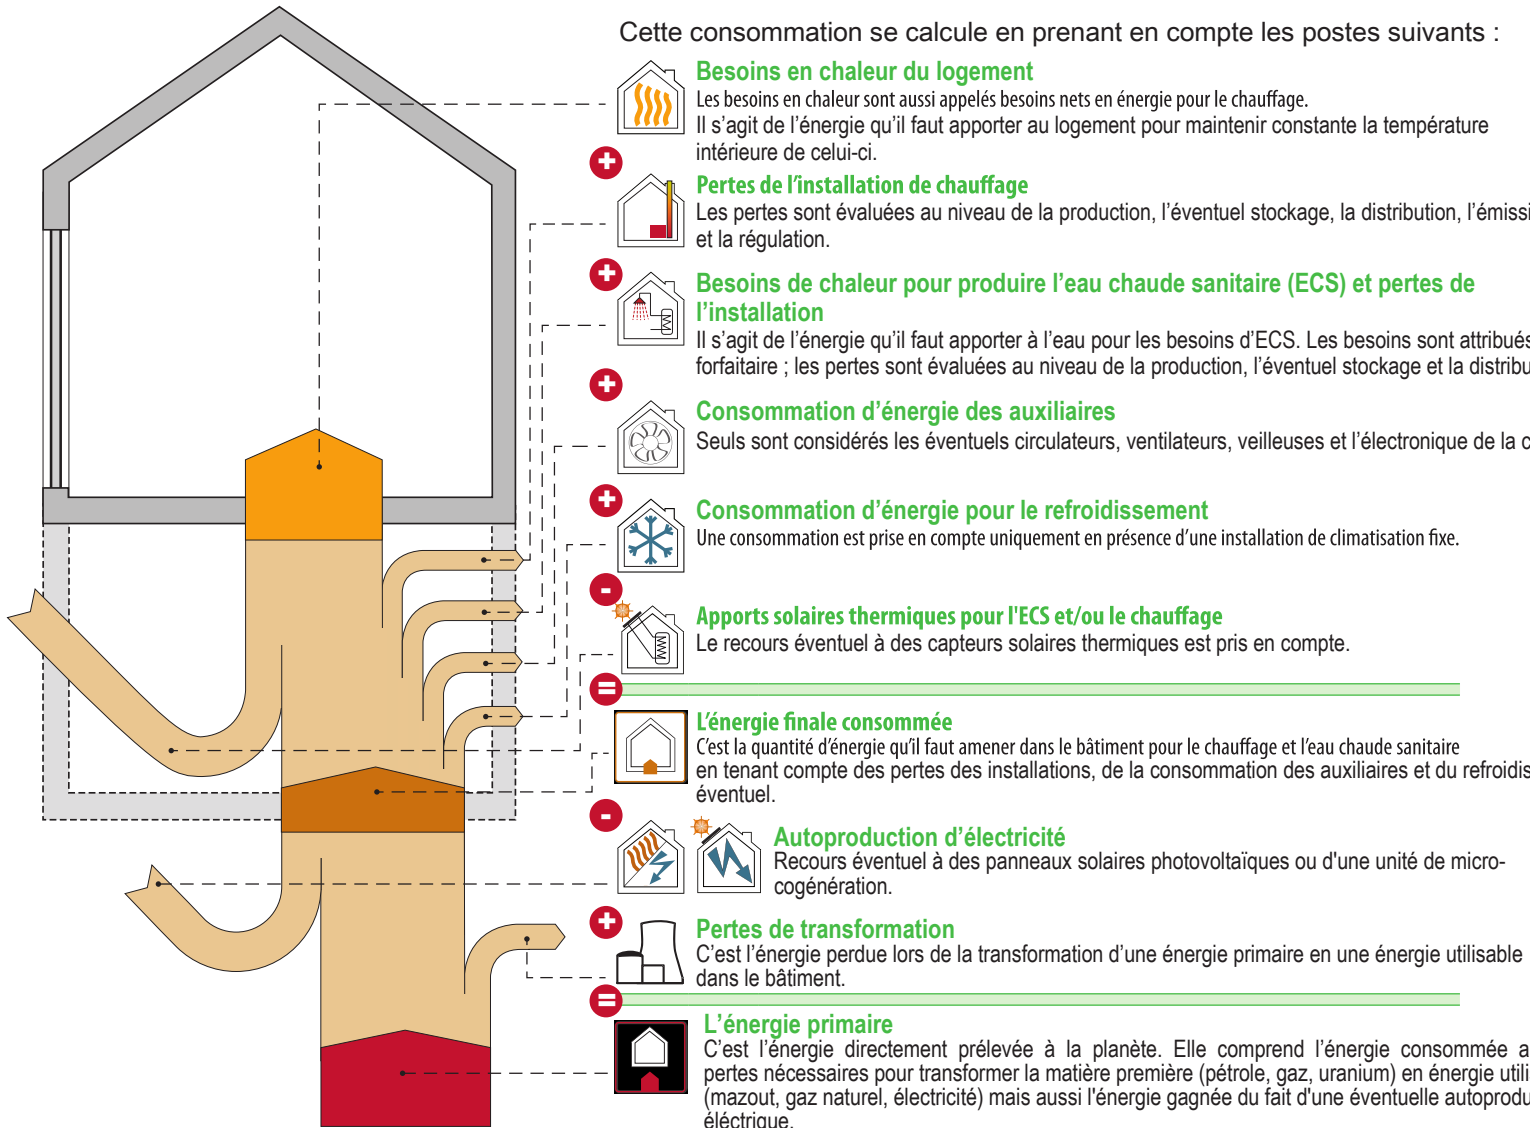 Cette consommation se calcule en prenant en compte les postes suivants :
Besoins en chaleur du logement
Les besoins en chaleur sont aussi appelés besoins nets en énergie pour le chauffage.
Il s’agit de l’énergie qu’il faut apporter au logement pour maintenir constante la température
intérieure de celui-ci.
+
Pertes de l’installation de chauffage
Les pertes sont évaluées au niveau de la production, l’éventuel stockage, la distribution,
et la régulation.
+
Besoins de chaleur pour produire l’eau chaude sanitaire (ECS) et pertes de
l’installation
Il s’agit de l’énergie qu’il faut apporter à l’eau pour les besoins d’ECS. Les besoins sont attribués
forfaitaire ; les pertes sont évaluées au niveau de la production, l’éventuel stockage et la
+
Consommation d’énergie des auxiliaires
Seuls sont considérés les éventuels circulateurs, ventilateurs, veilleuses et l’électronique de la
+
Consommation d’énergie pour le refroidissement
Une consommation est prise en compte uniquement en présence d’une installation de climatisation fixe.
-
Apports solaires thermiques pour l'ECS et/ou le chauffage
Le recours éventuel à des capteurs solaires thermiques est pris en compte.
=
L’énergie finale consommée
C’est la quantité d’énergie qu’il faut amener dans le bâtiment pour le chauffage et l’eau chaude sanitaire
en tenant compte des pertes des installations, de la consommation des auxiliaires et du
éventuel.
-
Autoproduction d’électricité
Recours éventuel à des panneaux solaires photovoltaïques ou d'une unité de micro-
cogénération.
+
Pertes de transformation
C’est l’énergie perdue lors de la transformation d’une énergie primaire en une énergie utilisable
dans le bâtiment.
=
L’énergie primaire
C’est l’énergie directement prélevée à la planète. Elle comprend l’énergie consommée
pertes nécessaires pour transformer la matière première (pétrole, gaz, uranium) en énergie
(mazout, gaz naturel, électricité) mais aussi l'énergie gagnée du fait d'une éventuelle
éléctrique.